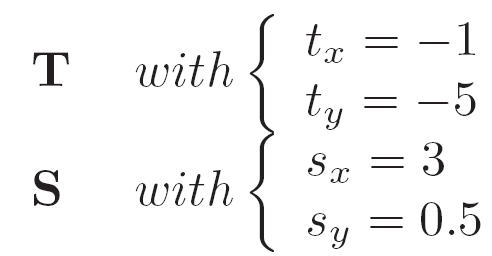 t_x = −1
T with {
t_y = −5
s_x = 3
S with {
s_y = 0.5